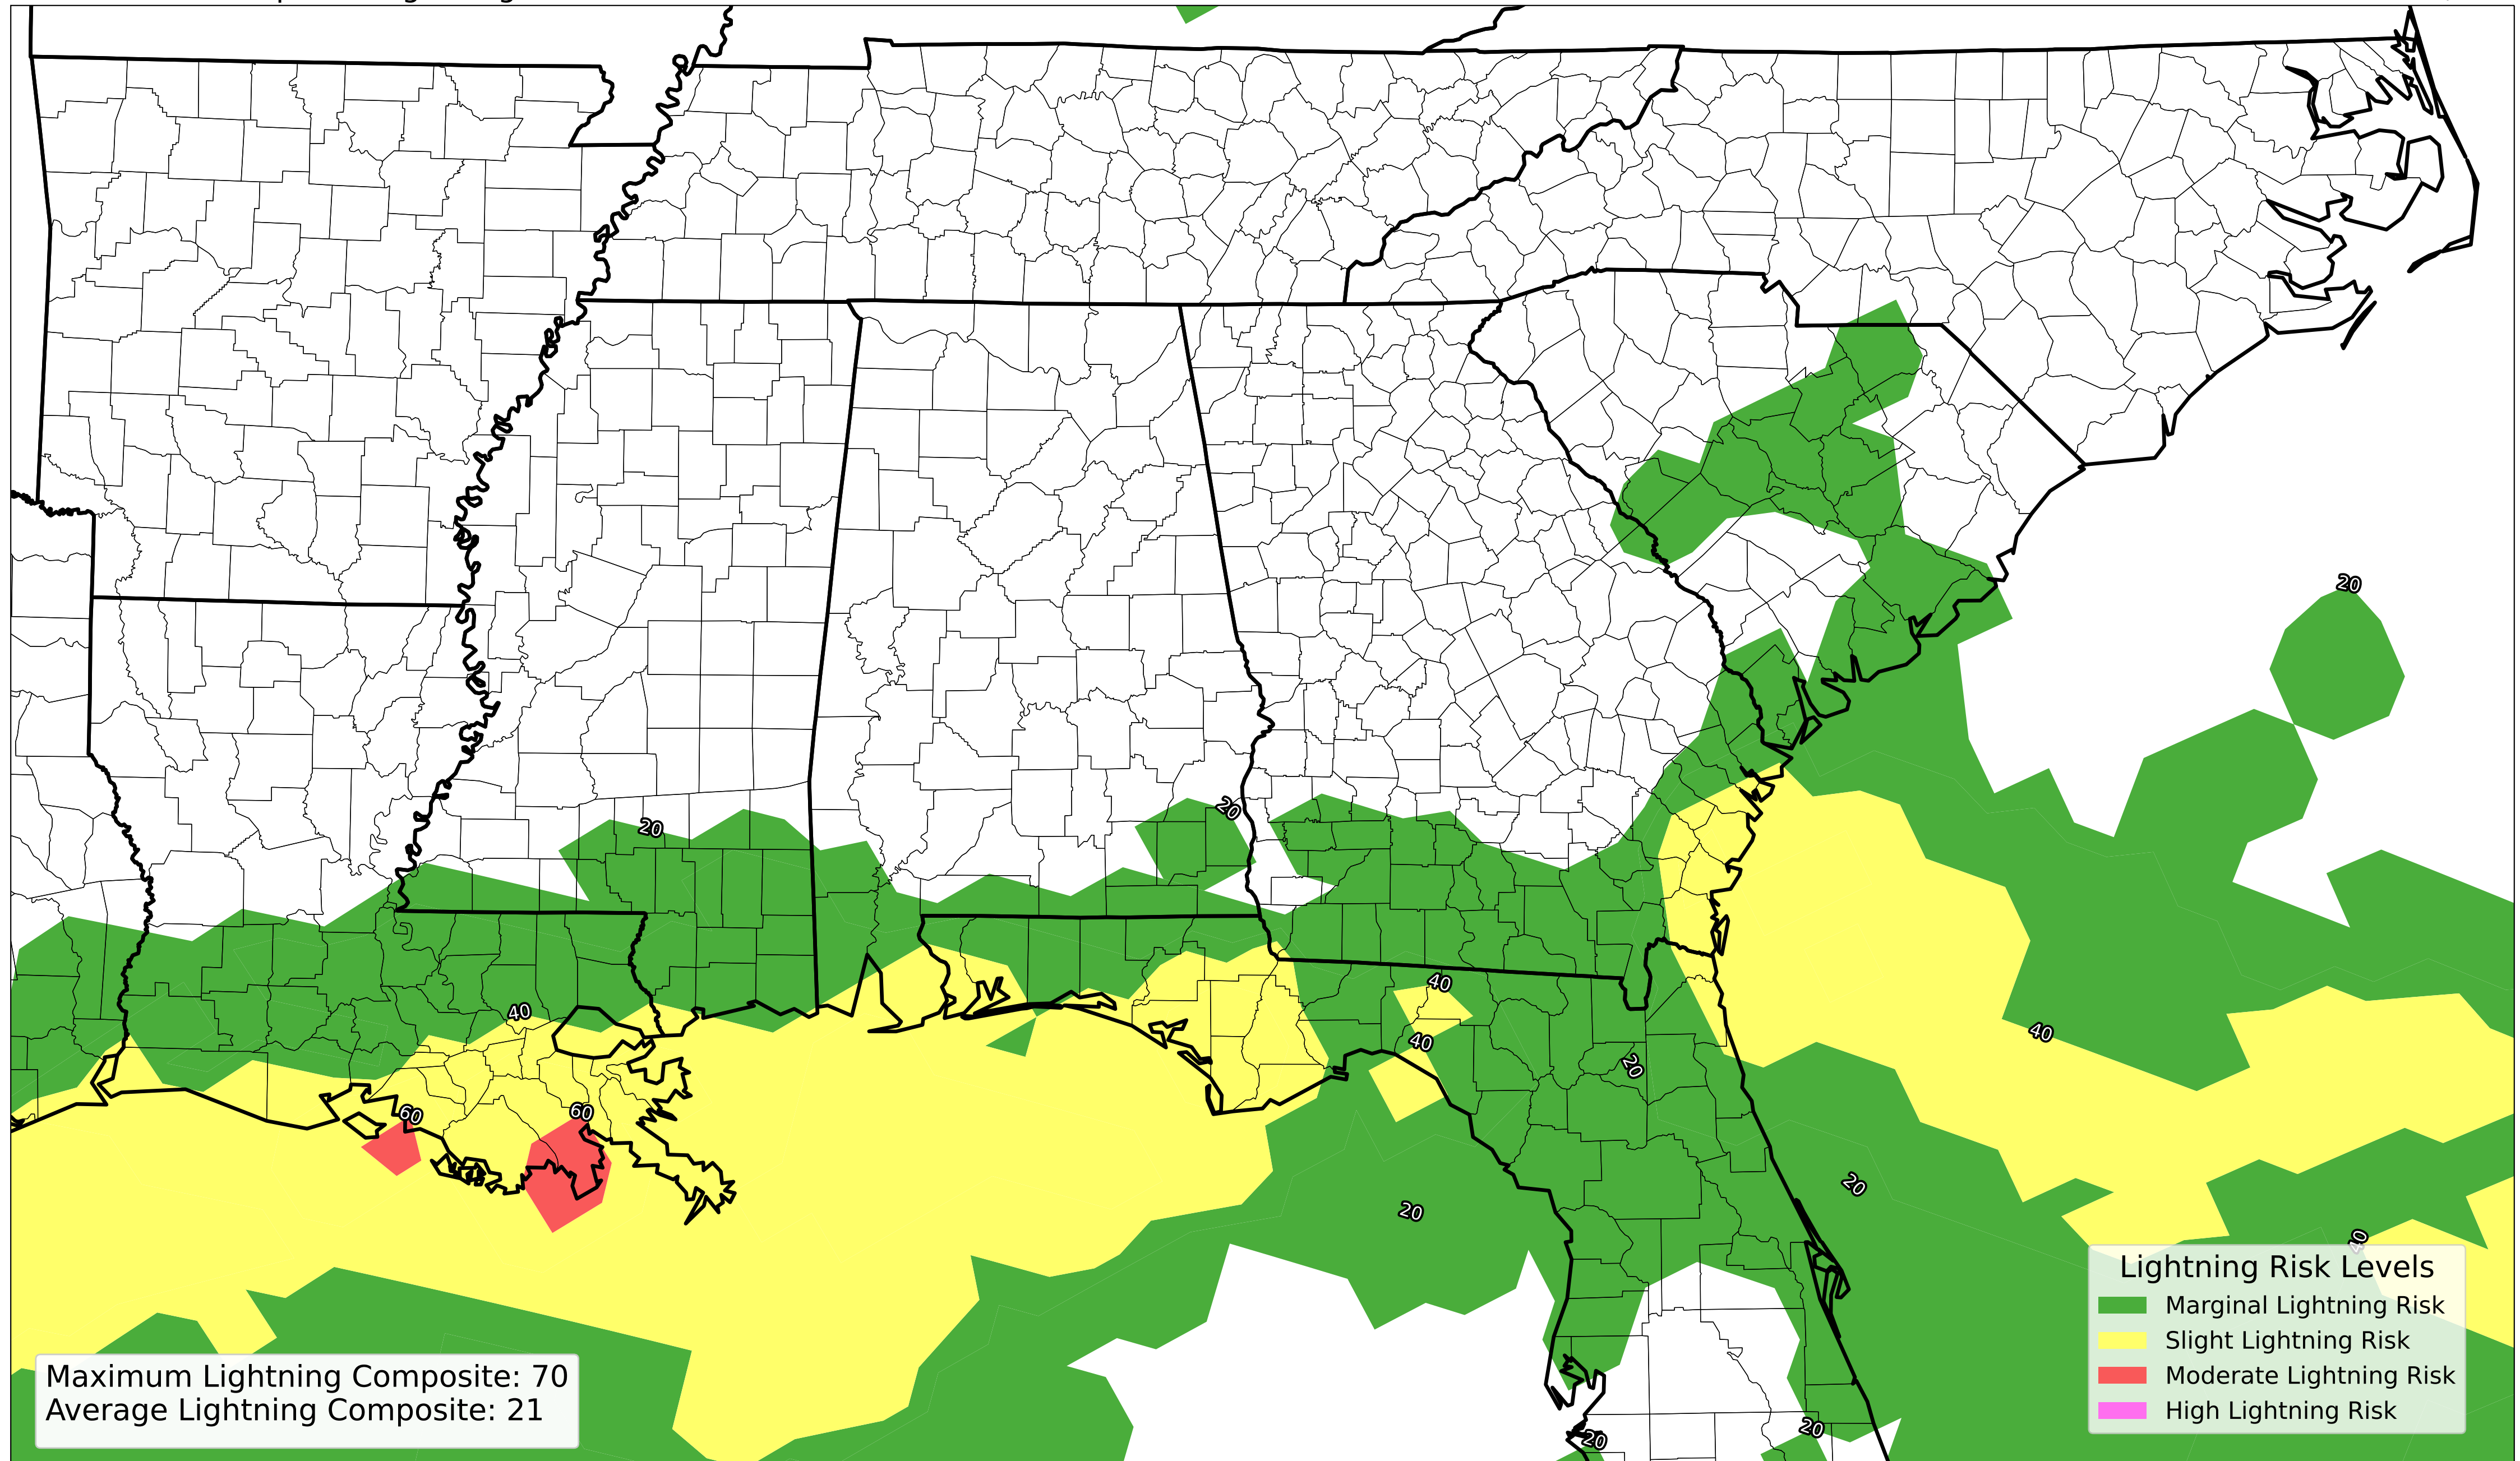 20
20
20
40
40
40
20
40
60
60
20
20
40
Lightning Risk Levels
Marginal Lightning Risk
Slight Lightning Risk
Moderate Lightning Risk
High Lightning Risk
Maximum Lightning Composite: 70
Average Lightning Composite: 21
20
20